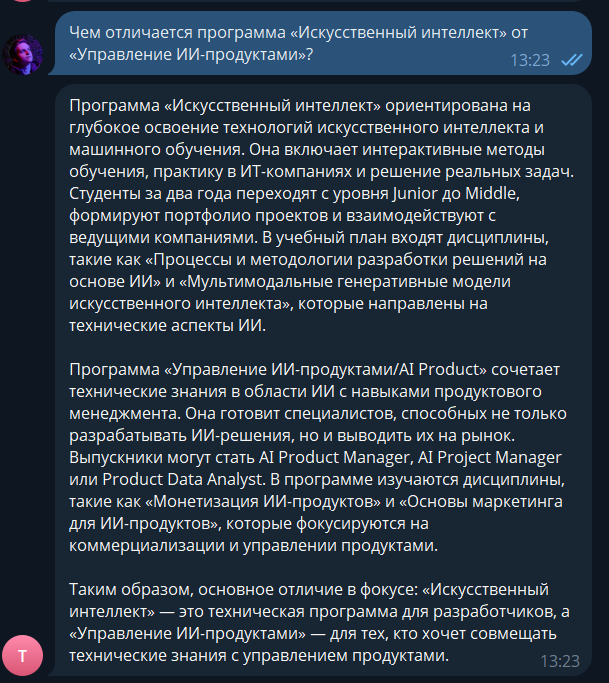 Чем отличается программа «Искусственный интеллект» от
«Управление ИИ-продуктами»?
13:23
Программа «Искусственный интеллект» ориентирована на
глубокое освоение технологий искусственного интеллекта и
машинного обучения. Она включает интерактивные методы
обучения, практику в ИТ-компаниях и решение реальных задач.
Студенты за два года переходят с уровня Junior до Middle,
формируют портфолио проектов и взаимодействуют с
ведущими компаниями. В учебный план входят дисциплины,
такие как «Процессы и методологии разработки решений на
основе ИИ» и «Мультимодальные генеративные модели
искусственного интеллекта», которые направлены на
технические аспекты ИИ.
Программа «Управление ИИ-продуктами/AI Product» сочетает
технические знания в области ИИ с навыками продуктового
менеджмента. Она готовит специалистов, способных не только
разрабатывать ИИ-решения, но и выводить их на рынок.
Выпускники могут стать AI Product Manager, AI Project Manager
или Product Data Analyst. В программе изучаются дисциплины,
такие как «Монетизация ИИ-продуктов» и «Основы маркетинга
для ИИ-продуктов», которые фокусируются на
коммерциализации и управлении продуктами.
Таким образом, основное отличие в фокусе: «Искусственный
интеллект» — это техническая программа для разработчиков, а
«Управление ИИ-продуктами» — для тех, кто хочет совмещать
технические знания с управлением продуктами.
13:23
T